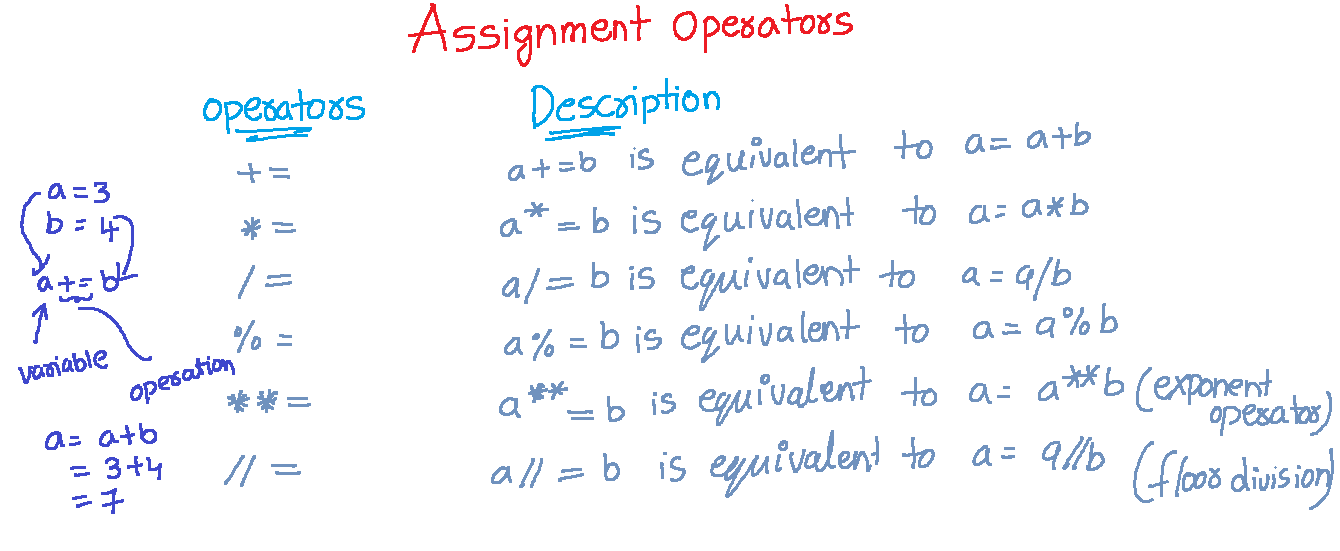 Assignment Operators
operators Description
+= a+=b is equivalent to a= a+b
*= a*=b is equivalent to a= a*b
/= a/=b is equivalent to a=a/b
%= a%=b is equivalent to a=a%b
**= a**=b is equivalent to a= a**b (exponent operator)
//= a//=b is equivalent to a= a//b (floor division)
a=3
b=4
a+=b
variable
operation
a= a+b
= 3+4
= 7